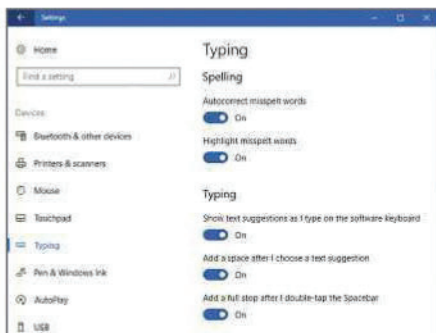 Settings
Home
Find a setting
Devices
Bluetooth & other devices
Printers & scanners
Mouse
Touchpad
Typing
Pen & Windows Ink
AutoPlay
USB
Typing
Spelling
Autocorrect misspelt words
On
Highlight misspelt words
On
Typing
Show text suggestions as I type on the software keyboard
On
Add a space after I choose a text suggestion
On
Add a full stop after I double-tap the Spacebar
On